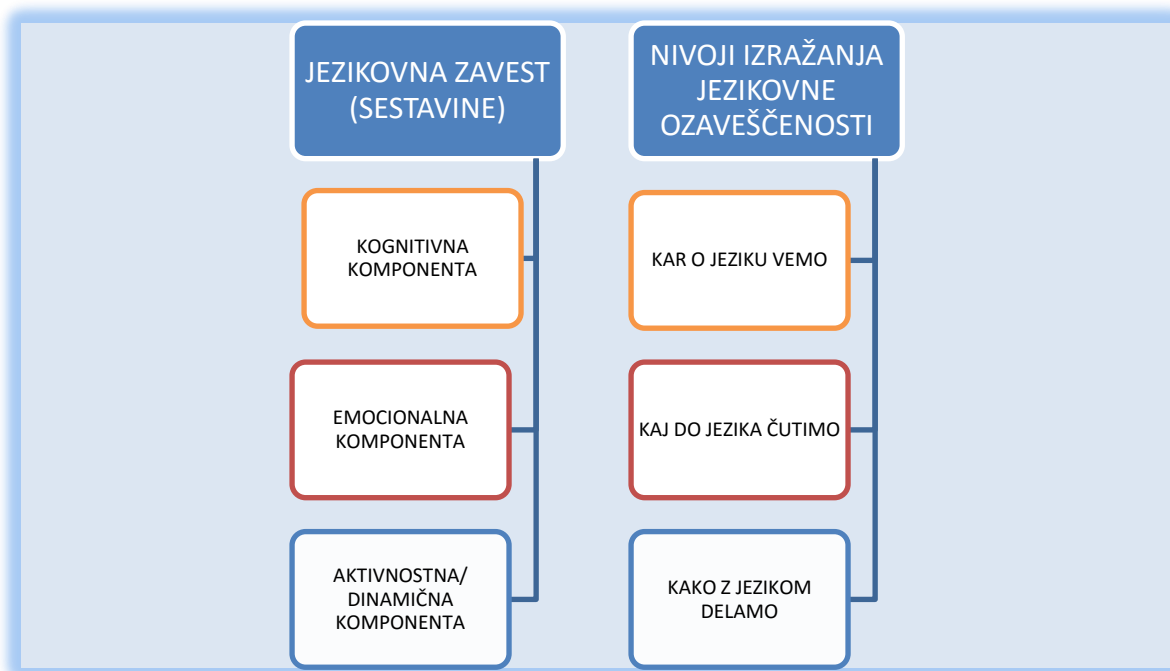 JEZIKOVNA ZAVEST
(SESTAVINE)
KOGNITIVNA
KOMPONENTA
EMOCIONALNA
KOMPONENTA
AKTIVNOSTNA/
DINAMIČNA
KOMPONENTA
NIVOJI IZRAŽANJA
JEZIKOVNE
OZAVEŠČENOSTI
KAR O JEZIKU VEMO
KAJ DO JEZIKA ČUTIMO
KAKO Z JEZIKOM
DELAMO